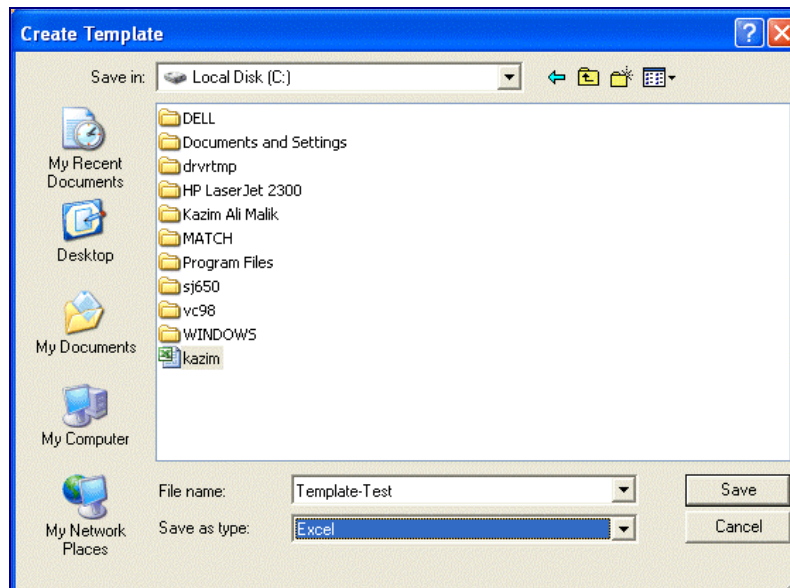 Create Template
Save in:
Local Disk (C:)
My Recent
Documents
Desktop
My Documents
My Computer
My Network
Places
DELL
Documents and Settings
drvrtmp
HP LaserJet 2300
Kazim Ali Malik
MATCH
Program Files
sj650
vc98
WINDOWS
kazim
File name:
Template-Test
Save
Save as type:
Excel
Cancel